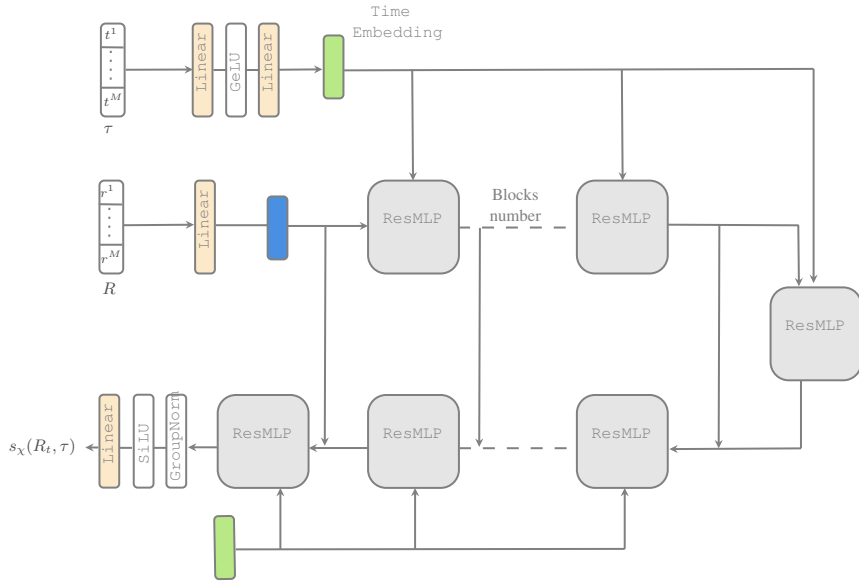 Time
Embedding
t^1
⋮
t^M
τ
Linear
GeLU
Linear
Blocks
number
r^1
⋮
r^M
R
Linear
ResMLP
ResMLP
ResMLP
s_χ(R_t, τ)
Linear
SiLU
GroupNorm
ResMLP
ResMLP
ResMLP